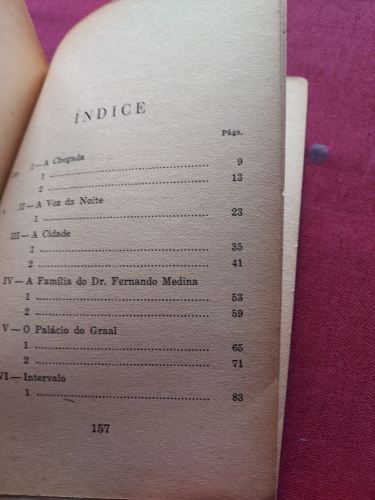 ÍNDICE
Págs.
I — A Chegada
1 ........ 9
2 ........ 13
II — A Voz da Noite
1 ........ 23
III — A Cidade
1 ........ 35
2 ........ 41
IV — A Família do Dr. Fernando Medina
1 ........ 53
2 ........ 59
V — O Palácio do Graal
1 ........ 65
2 ........ 71
VI — Intervalo
1 ........ 83
157